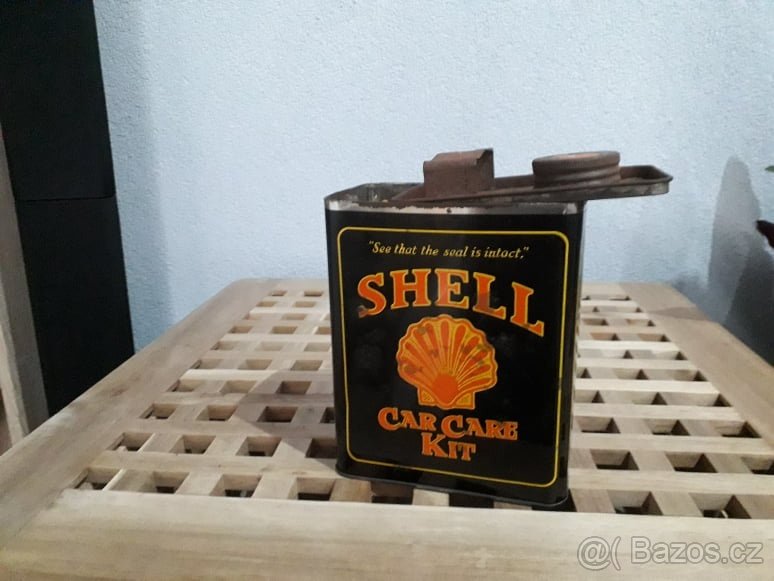 "See that the seal is intact."
SHELL
CAR CARE
KIT
@( Bazos.cz